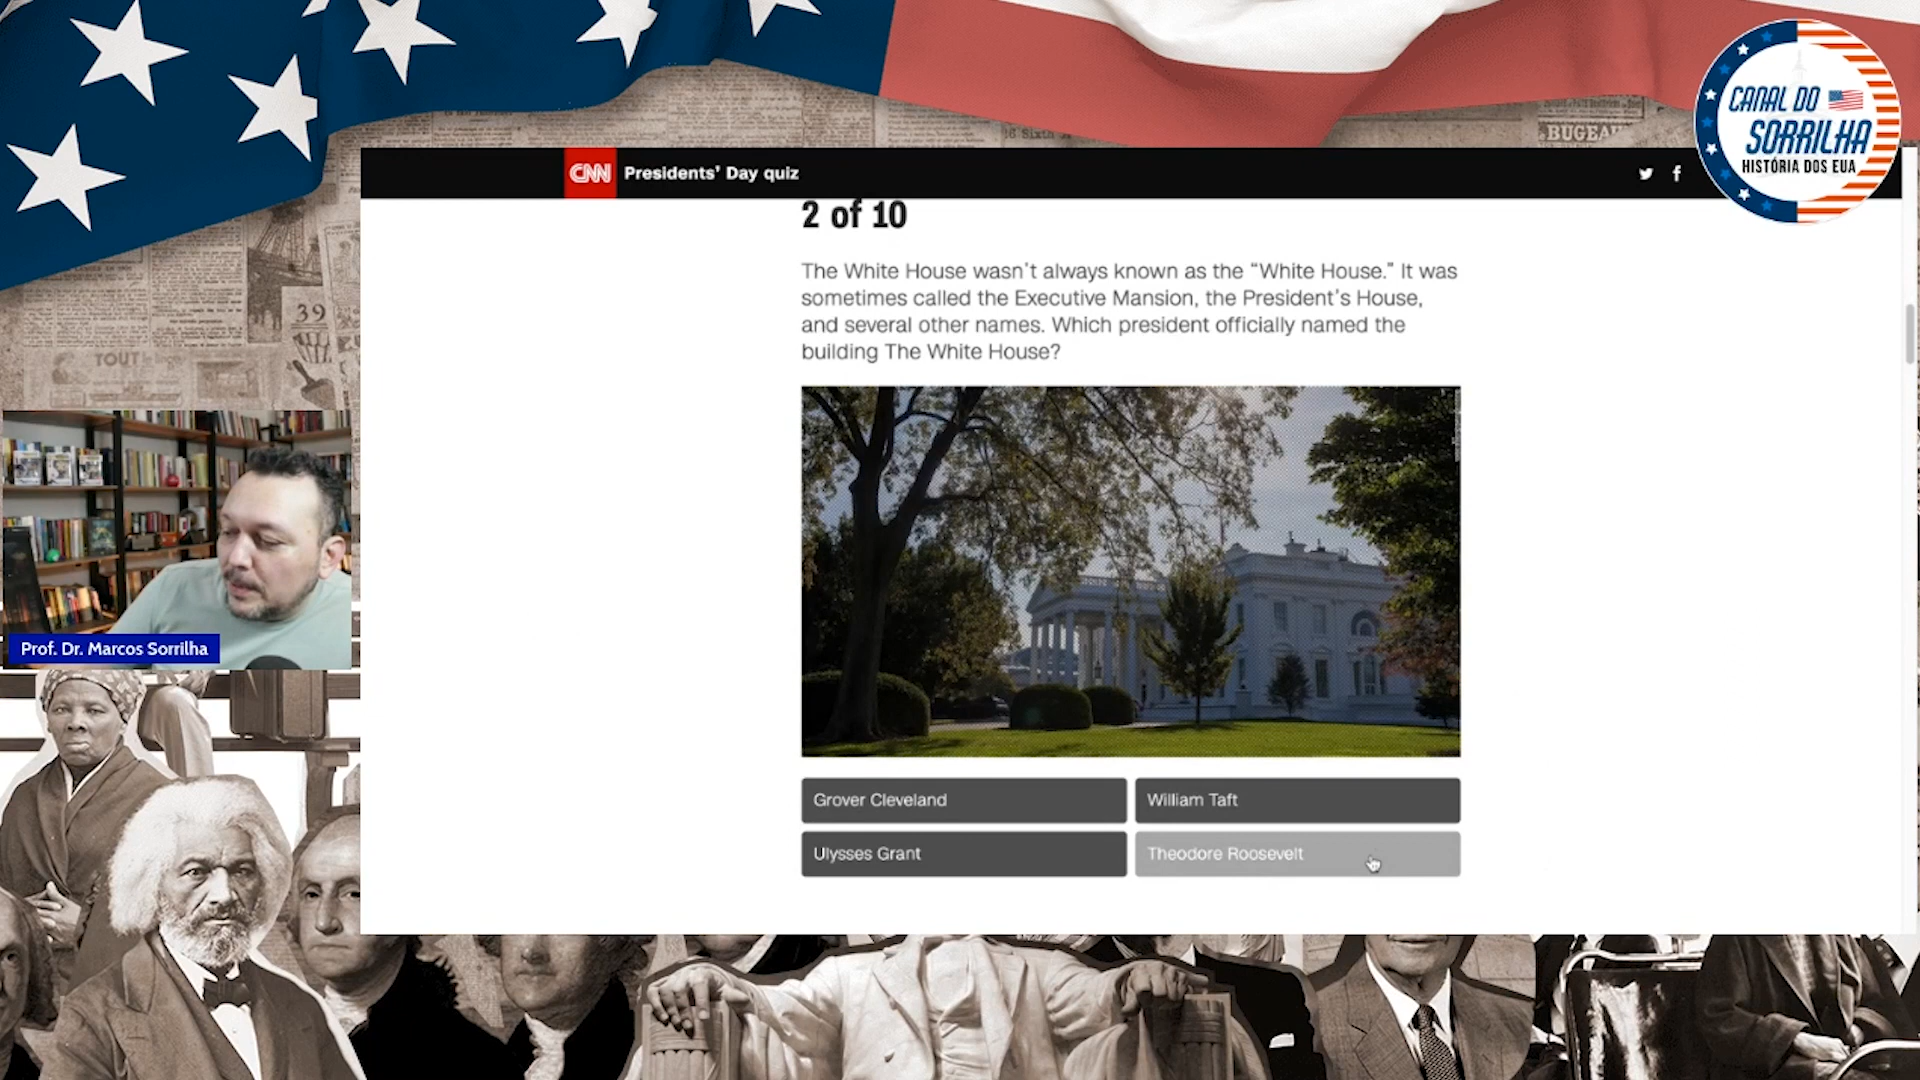 CANAL DO
SORRILHA
HISTÓRIA DOS EUA
BUGEAU
39
TOUT
CNN Presidents’ Day quiz
2 of 10
The White House wasn’t always known as the “White House.” It was
sometimes called the Executive Mansion, the President’s House,
and several other names. Which president officially named the
building The White House?
Grover Cleveland
William Taft
Ulysses Grant
Theodore Roosevelt
Prof. Dr. Marcos Sorrilha